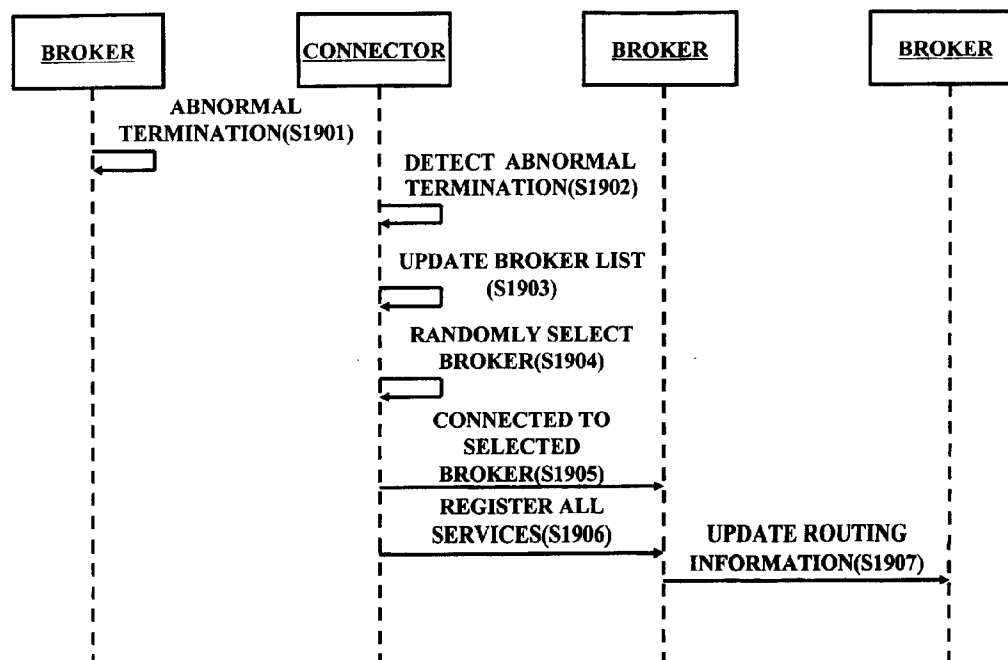 BROKER
CONNECTOR
BROKER
BROKER
ABNORMAL
TERMINATION(S1901)
DETECT ABNORMAL
TERMINATION(S1902)
UPDATE BROKER LIST
(S1903)
RANDOMLY SELECT
BROKER(S1904)
CONNECTED TO
SELECTED
BROKER(S1905)
REGISTER ALL
SERVICES(S1906)
UPDATE ROUTING
INFORMATION(S1907)